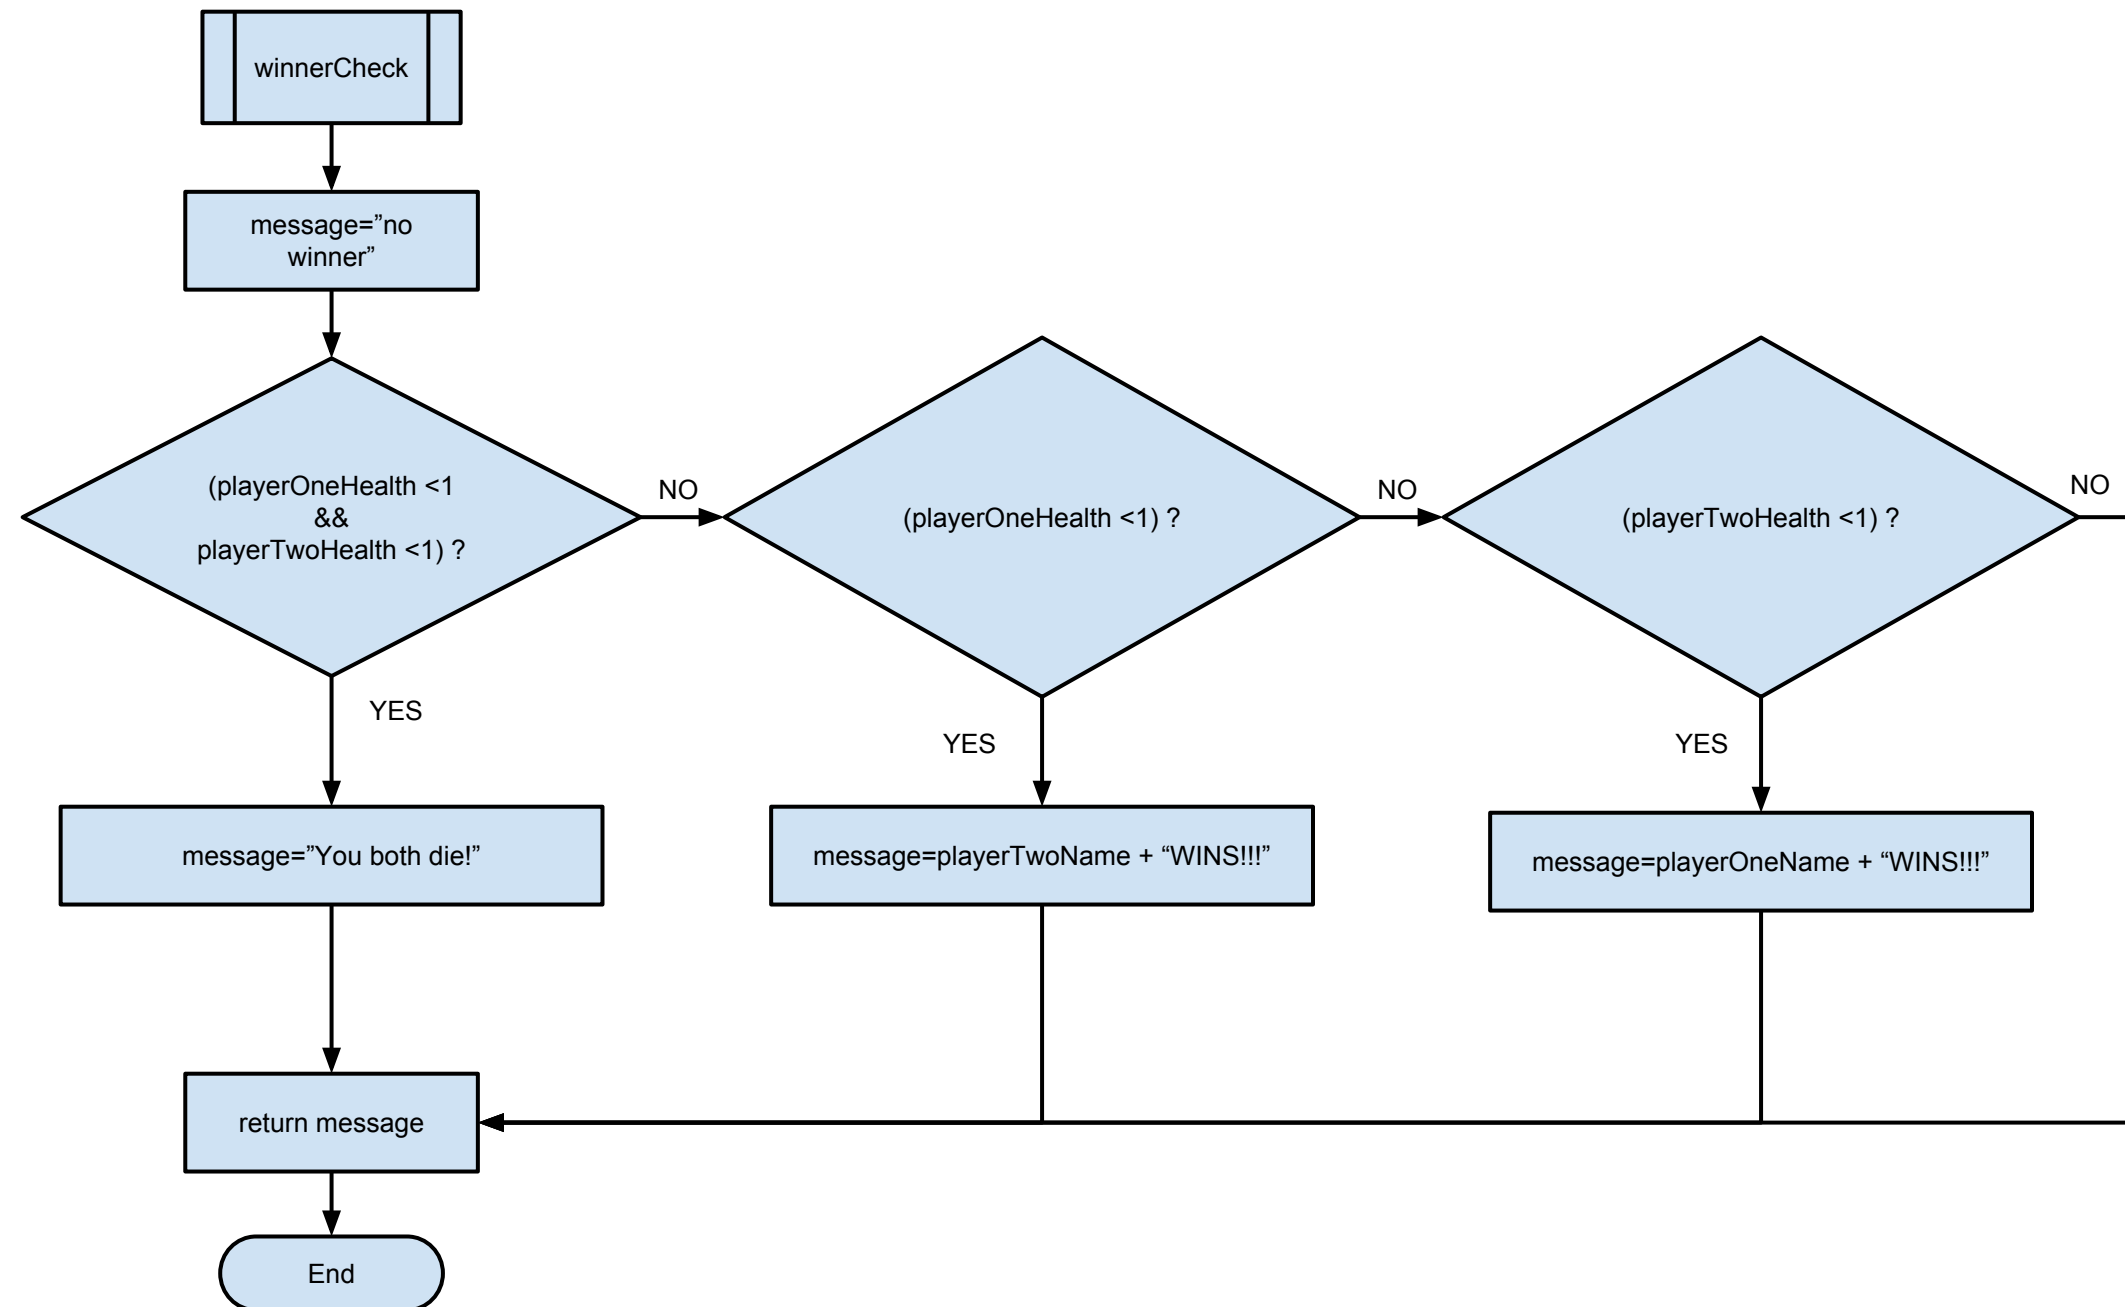 winnerCheck
message=”no
winner”
(playerOneHealth <1
&&
playerTwoHealth <1) ?
NO
(playerOneHealth <1) ?
NO
(playerTwoHealth <1) ?
NO
YES
YES
YES
message=”You both die!”
message=playerTwoName + “WINS!!!”
message=playerOneName + “WINS!!!”
return message
End